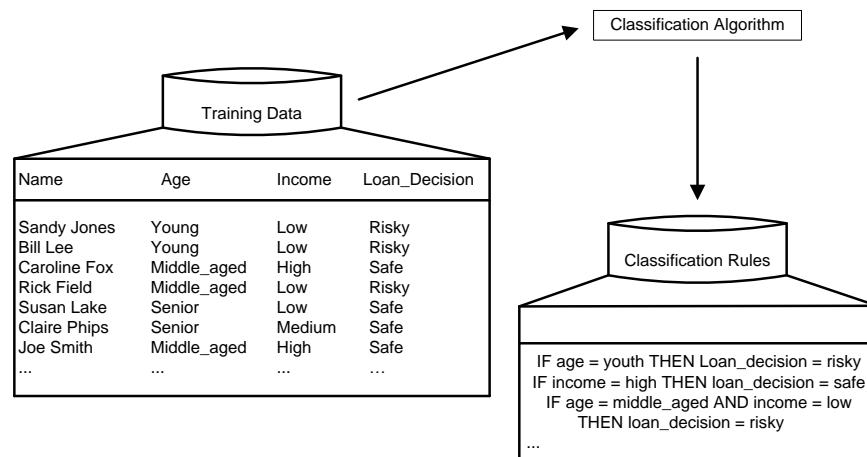 Classification Algorithm
Training Data
Name Age Income Loan_Decision
Sandy Jones Young Low Risky
Bill Lee Young Low Risky
Caroline Fox Middle_aged High Safe
Rick Field Middle_aged Low Risky
Susan Lake Senior Low Safe
Claire Phips Senior Medium Safe
Joe Smith Middle_aged High Safe
... ... ... ...
Classification Rules
IF age = youth THEN Loan_decision = risky
IF income = high THEN loan_decision = safe
IF age = middle_aged AND income = low
THEN loan_decision = risky
...